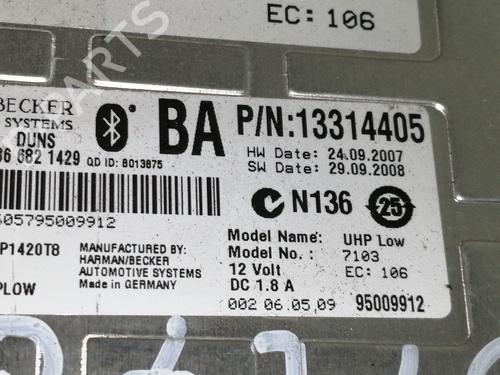 EC: 106
BECKER
SYSTEMS
DUNS
36 682 1429 QD ID: B013875
BA
P/N:13314405
HW Date: 24.09.2007
SW Date: 29.09.2008
N136 25
605795009912
P1420T8
PLOW
MANUFACTURED BY
HARMAN/BECKER
AUTOMOTIVE SYSTEMS
Made in GERMANY
Model Name: UHP Low
Model No.: 7103
12 Volt EC: 106
DC 1.8 A
002 06.05.09 95009912
PARTS